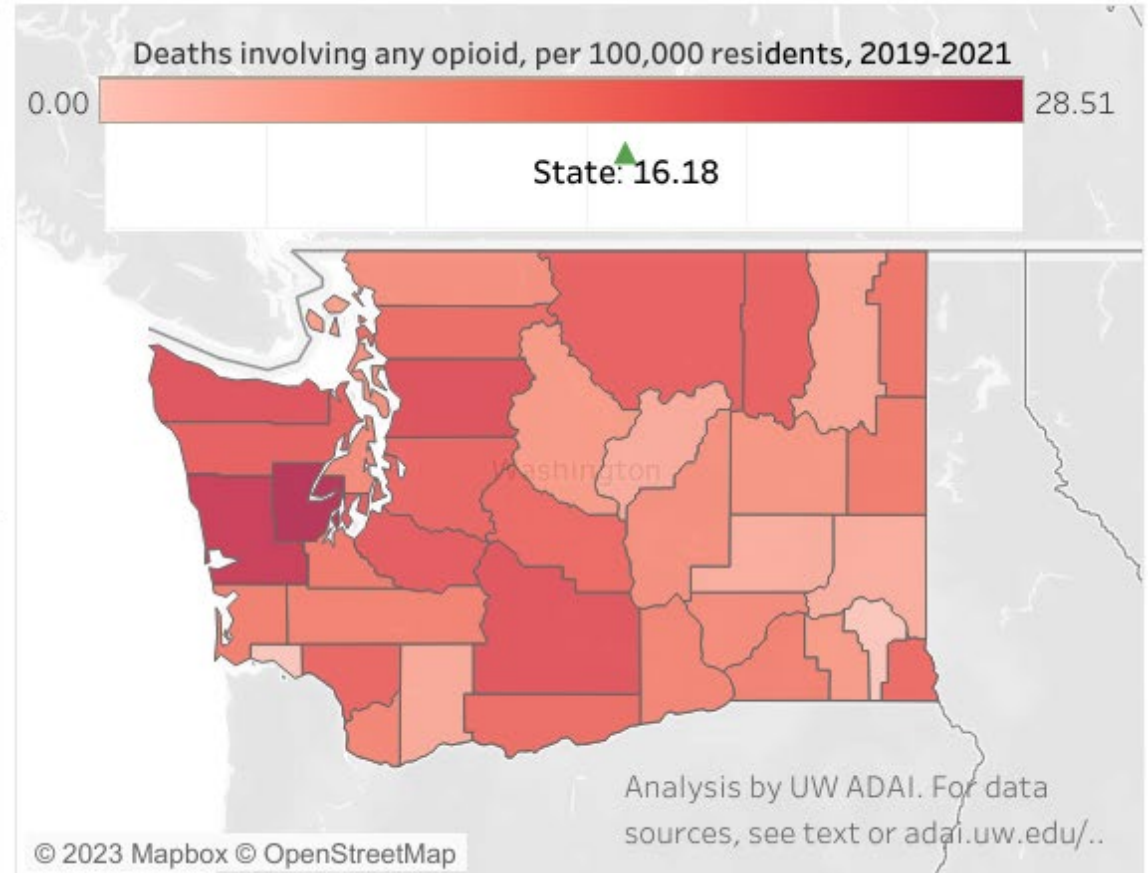 Deaths involving any opioid, per 100,000 residents, 2019-2021
0.00
28.51
State: 16.18
Washington
Analysis by UW ADAI. For data
sources, see text or adai.uw.edu/..
© 2023 Mapbox © OpenStreetMap